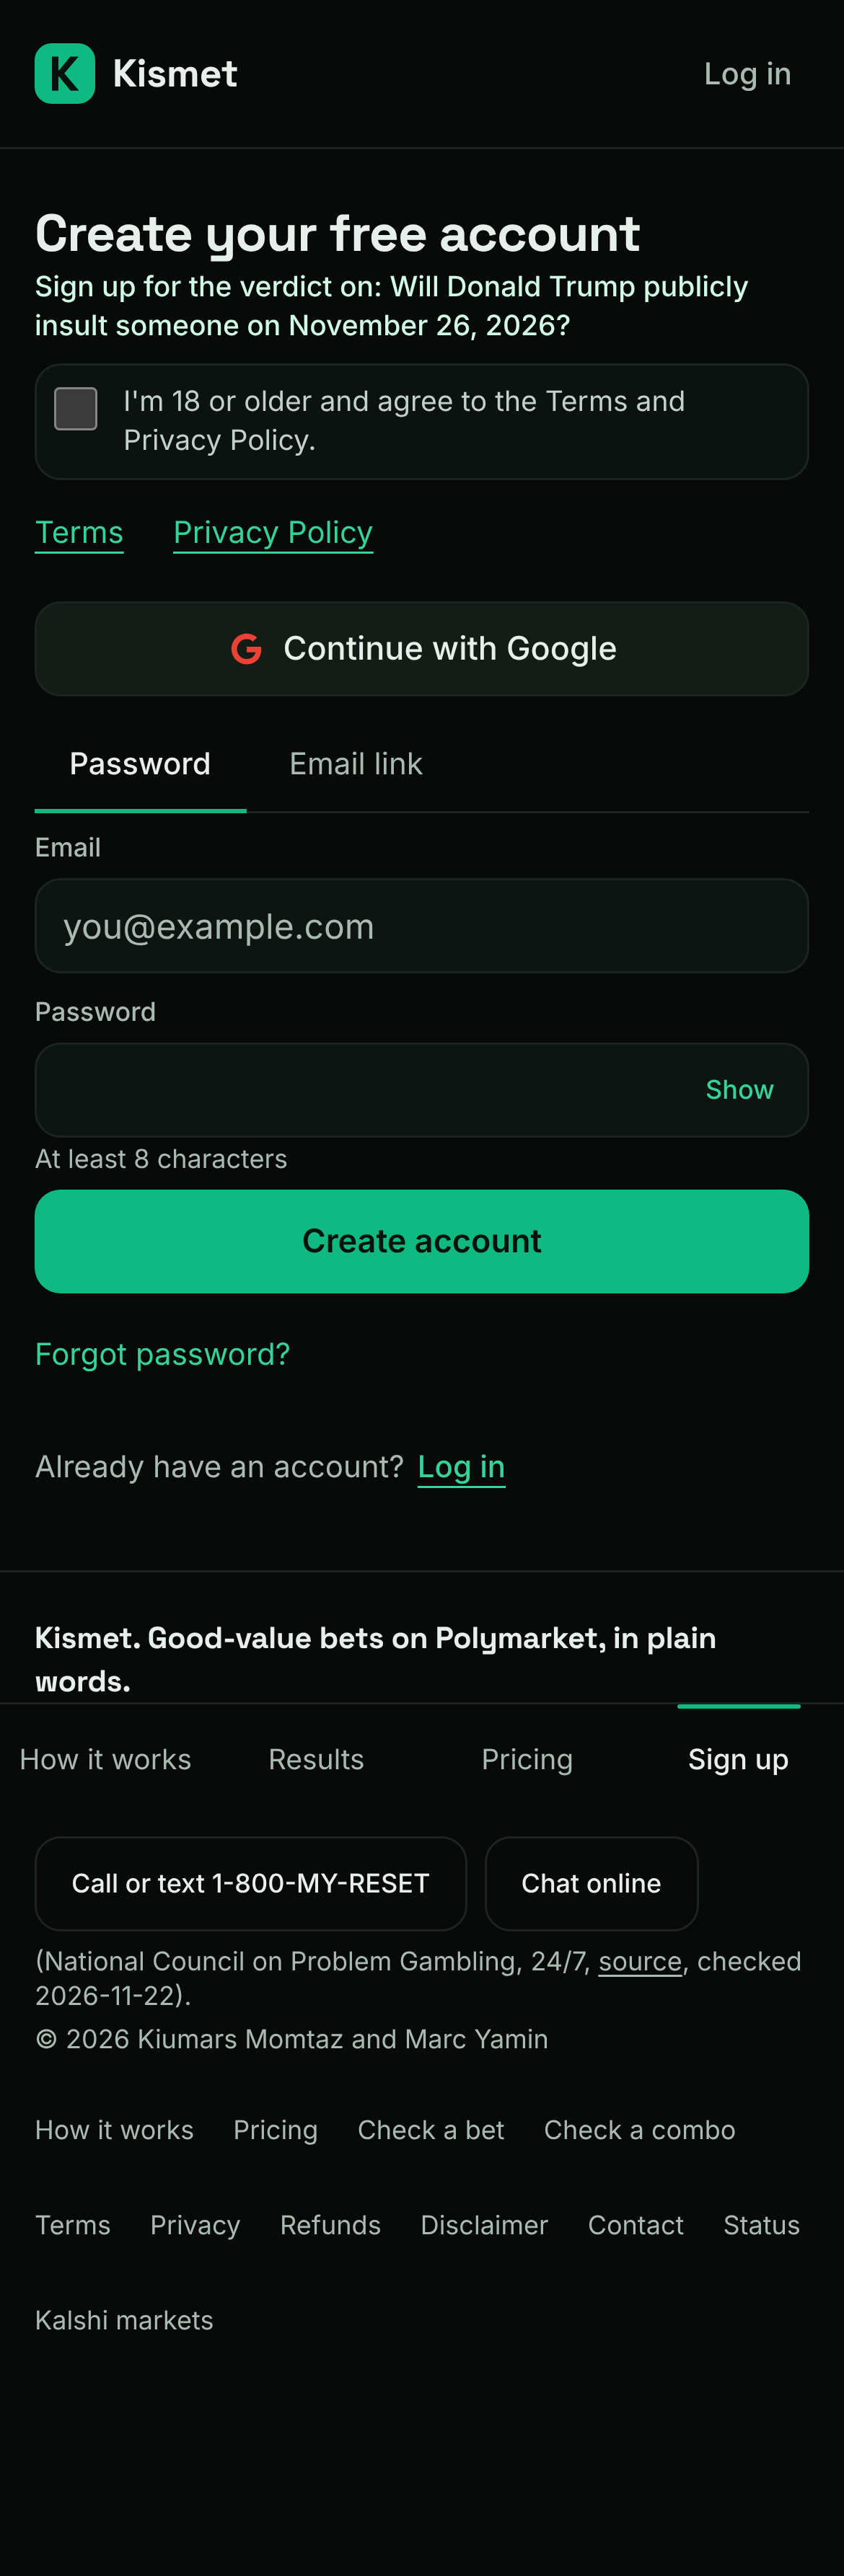 K Kismet
Log in
Create your free account
Sign up for the verdict on: Will Donald Trump publicly
insult someone on November 26, 2026?
I'm 18 or older and agree to the Terms and
Privacy Policy.
Terms Privacy Policy
G Continue with Google
Password Email link
Email
you@example.com
Password
Show
At least 8 characters
Create account
Forgot password?
Already have an account? Log in
Kismet. Good-value bets on Polymarket, in plain
words.
How it works Results Pricing Sign up
Call or text 1-800-MY-RESET Chat online
(National Council on Problem Gambling, 24/7, source, checked
2026-11-22).
© 2026 Kiumars Momtaz and Marc Yamin
How it works Pricing Check a bet Check a combo
Terms Privacy Refunds Disclaimer Contact Status
Kalshi markets